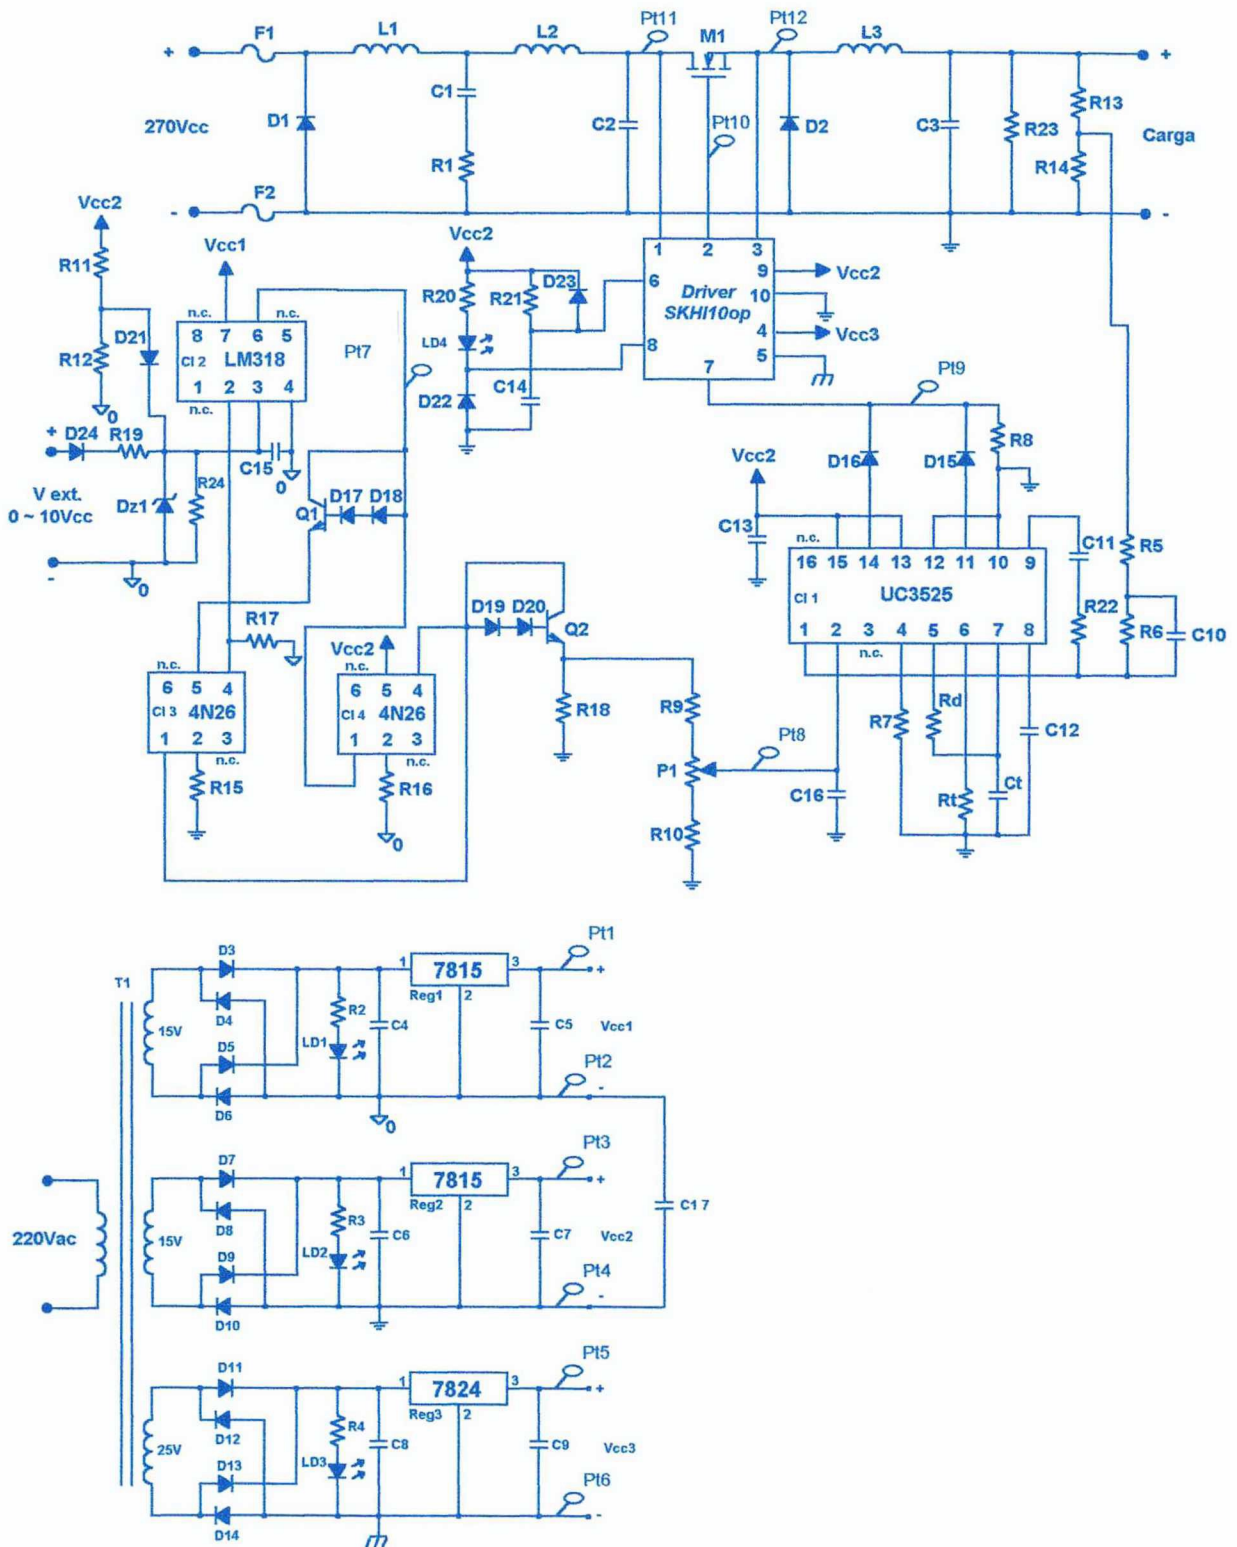 Pt11
Pt12
F1
L1
L2
M1
L3
+
+
C1
R13
270Vcc
D1
C2
Pt10
D2
C3
R23
Carga
R1
R14
F2
Vcc2
-
-
Vcc1
Vcc2
1
2
3
R11
D23
9
Vcc2
R20
R21
6
Driver
10
n.c.
n.c.
SKHI10op
8
7
6
5
D21
Pt7
LD4
4
Vcc3
R12
CI 2
LM318
8
5
1
2
3
4
7
C14
Pt9
0
n.c.
D22
+
D24
R19
R8
C15
Vcc2
D16
D15
R24
0
V ext.
D17
D18
0 ~ 10Vcc
Dz1
Q1
C13
n.c.
C11
R5
-
16
15
14
13
12
11
10
9
0
CI 1
UC3525
D19
D20
R22
R17
Q2
1
2
3
4
5
6
7
8
R6
C10
Vcc2
n.c.
n.c.
n.c.
6
5
4
6
5
4
Rd
CI 3
4N26
CI 4
4N26
R18
R9
R7
C12
1
2
3
1
2
3
Pt8
n.c.
n.c.
P1
R15
R16
C16
Rt
Ct
R10
0
Pt1
D3
T1
1
7815
3
+
R2
Reg1
2
D4
15V
C4
C5
Vcc1
LD1
D5
Pt2
-
D6
0
Pt3
D7
1
7815
3
+
Reg2
2
C17
R3
D8
220Vac
15V
C6
C7
Vcc2
LD2
D9
Pt4
-
D10
Pt5
D11
1
7824
3
+
Reg3
2
R4
D12
25V
C8
C9
Vcc3
LD3
D13
Pt6
-
D14